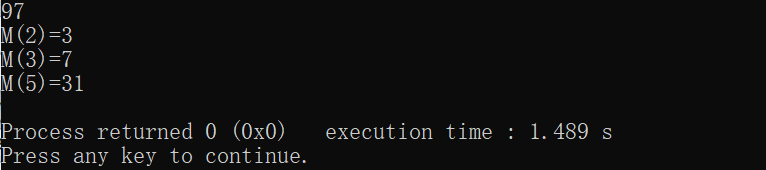 97
M(2)=3
M(3)=7
M(5)=31
Process returned 0 (0x0)   execution time : 1.489 s
Press any key to continue.